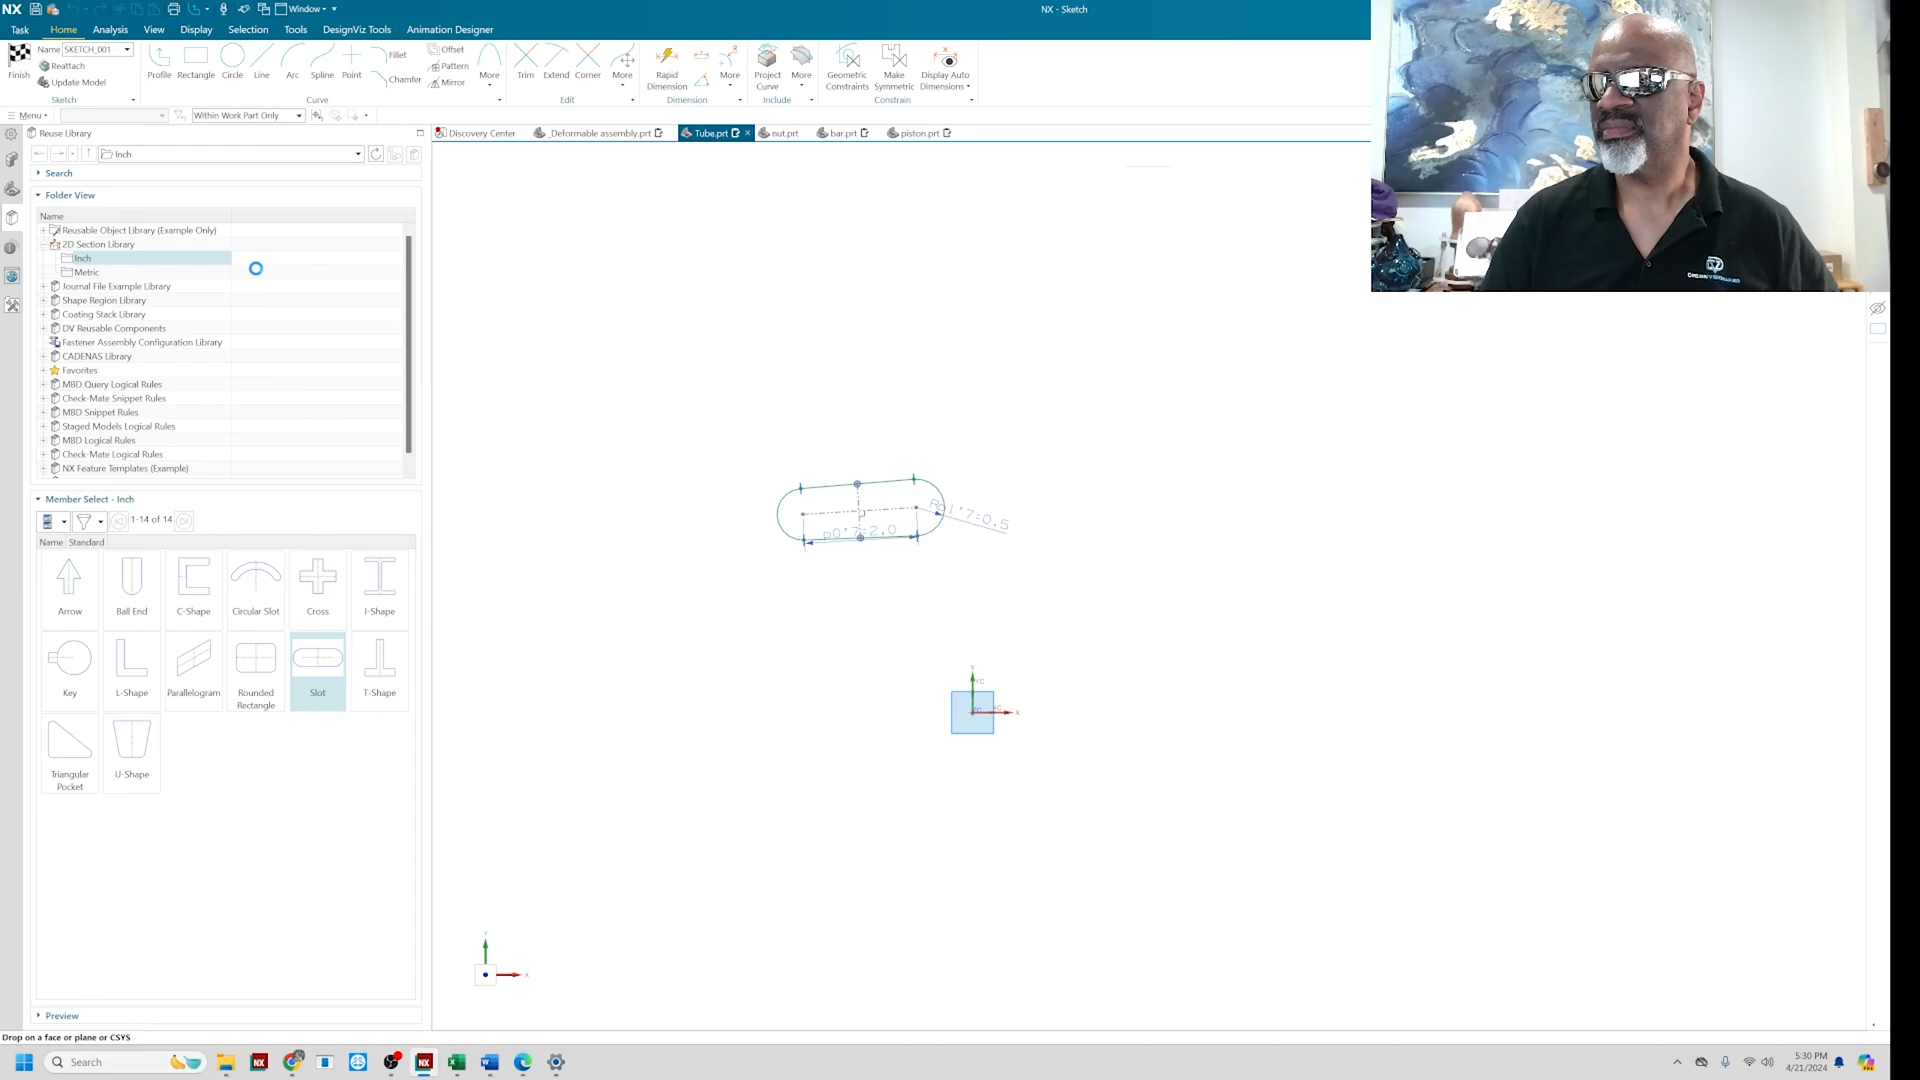 NX
Window
NX - Sketch
Task
Home
Analysis
View
Display
Selection
Tools
DesignViz Tools
Animation Designer
Name SKETCH_001
Reattach
Update Model
Finish
Sketch
Profile
Rectangle
Circle
Line
Arc
Spline
Point
Fillet
Chamfer
Offset
Pattern
Mirror
More
Curve
Trim
Extend
Corner
More
Edit
Rapid Dimension
More
Dimension
Project Curve
More
Include
Geometric Constraints
Make Symmetric
Display Auto Dimensions
Constrain
Menu
Within Work Part Only
Reuse Library
Discovery Center
_Deformable assembly.prt
Tube.prt
nut.prt
bar.prt
piston.prt
Inch
Search
Folder View
Name
Reusable Object Library (Example Only)
2D Section Library
Inch
Metric
Journal File Example Library
Shape Region Library
Coating Stack Library
DV Reusable Components
Fastener Assembly Configuration Library
CADENAS Library
Favorites
MBD Query Logical Rules
Check-Mate Snippet Rules
MBD Snippet Rules
Staged Models Logical Rules
MBD Logical Rules
Check-Mate Logical Rules
NX Feature Templates (Example)
Member Select - Inch
1-14 of 14
Name Standard
Arrow
Ball End
C-Shape
Circular Slot
Cross
I-Shape
Key
L-Shape
Parallelogram
Rounded Rectangle
Slot
T-Shape
Triangular Pocket
U-Shape
Preview
Y
YC
XC
X
Y
X
Drop on a face or plane or CSYS
Search
NX
NX
5:30 PM
4/21/2024